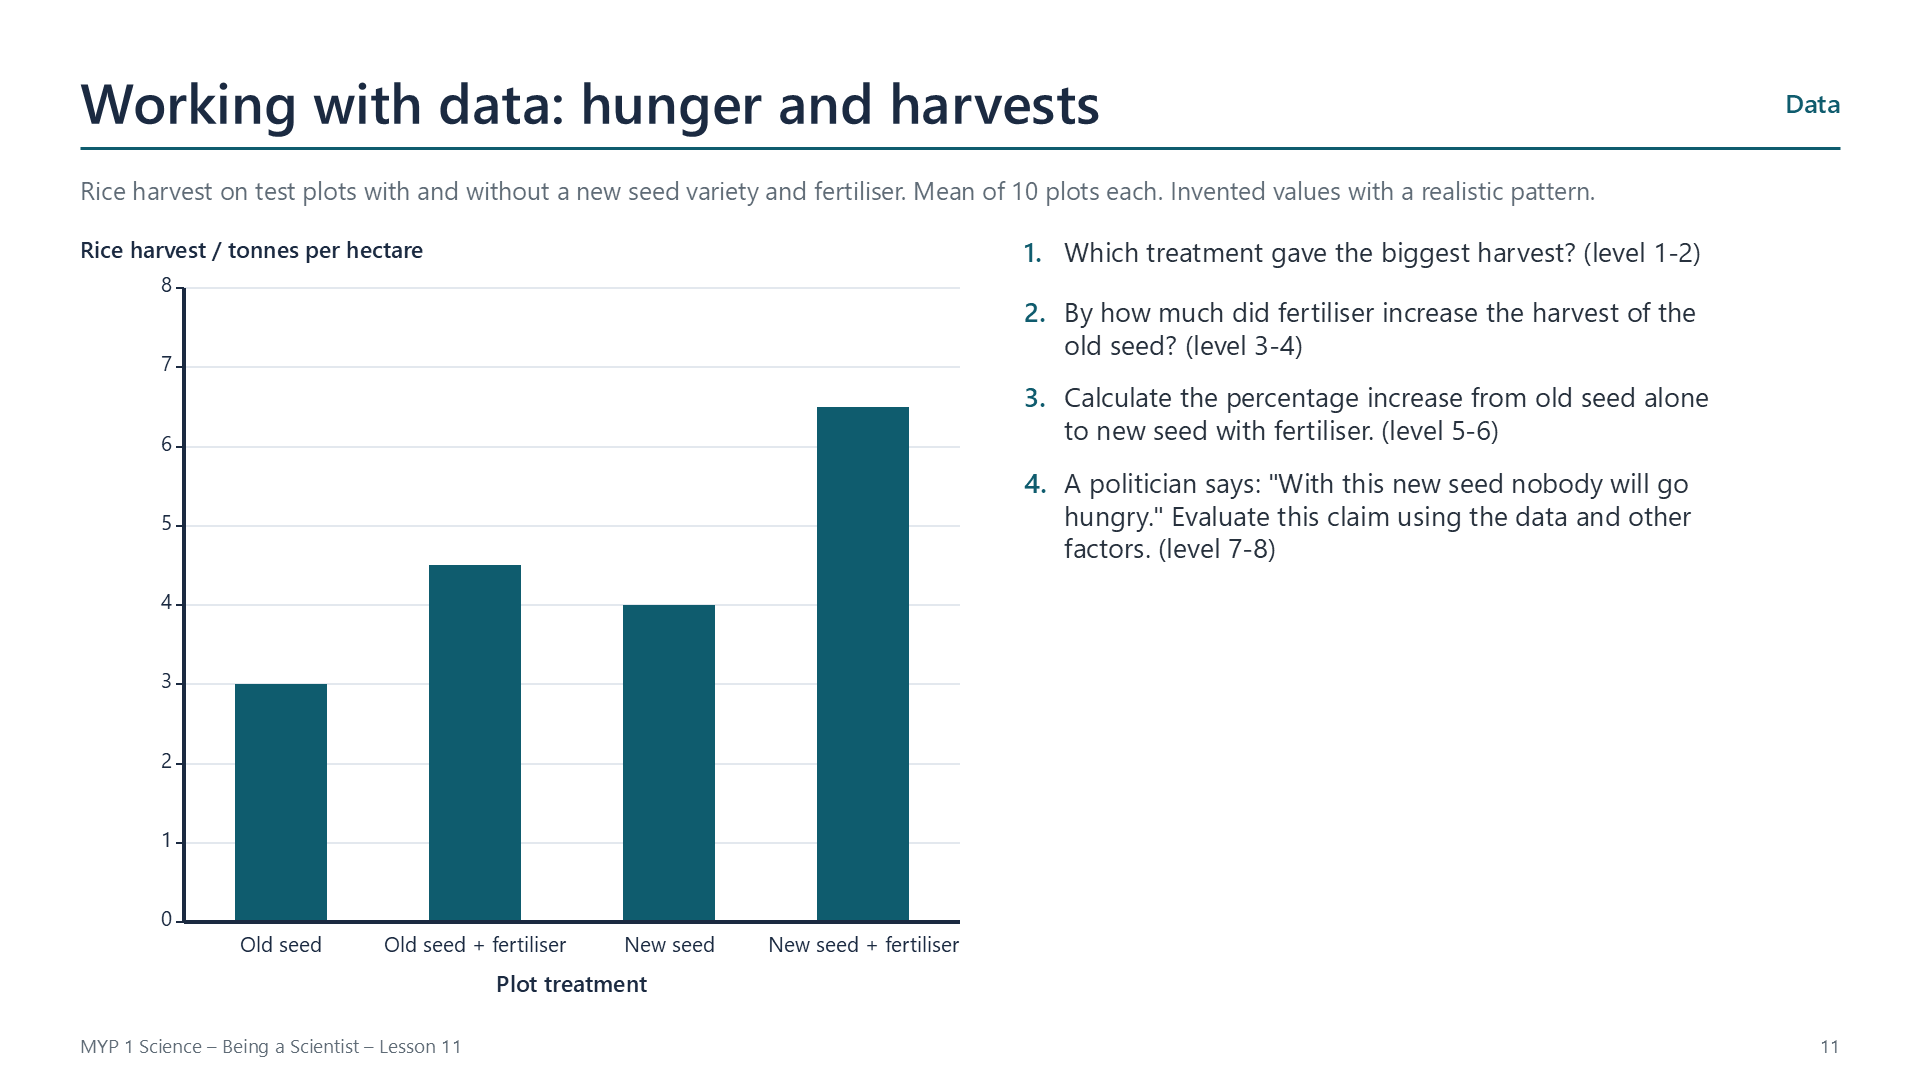 Working with data: hunger and harvests
Data
Rice harvest on test plots with and without a new seed variety and fertiliser. Mean of 10 plots each. Invented values with a realistic pattern.
Rice harvest / tonnes per hectare
8
7
6
5
4
3
2
1
0
Old seed
Old seed + fertiliser
New seed
New seed + fertiliser
Plot treatment
1. Which treatment gave the biggest harvest? (level 1-2)
2. By how much did fertiliser increase the harvest of the
old seed? (level 3-4)
3. Calculate the percentage increase from old seed alone
to new seed with fertiliser. (level 5-6)
4. A politician says: "With this new seed nobody will go
hungry." Evaluate this claim using the data and other
factors. (level 7-8)
MYP 1 Science – Being a Scientist – Lesson 11
11